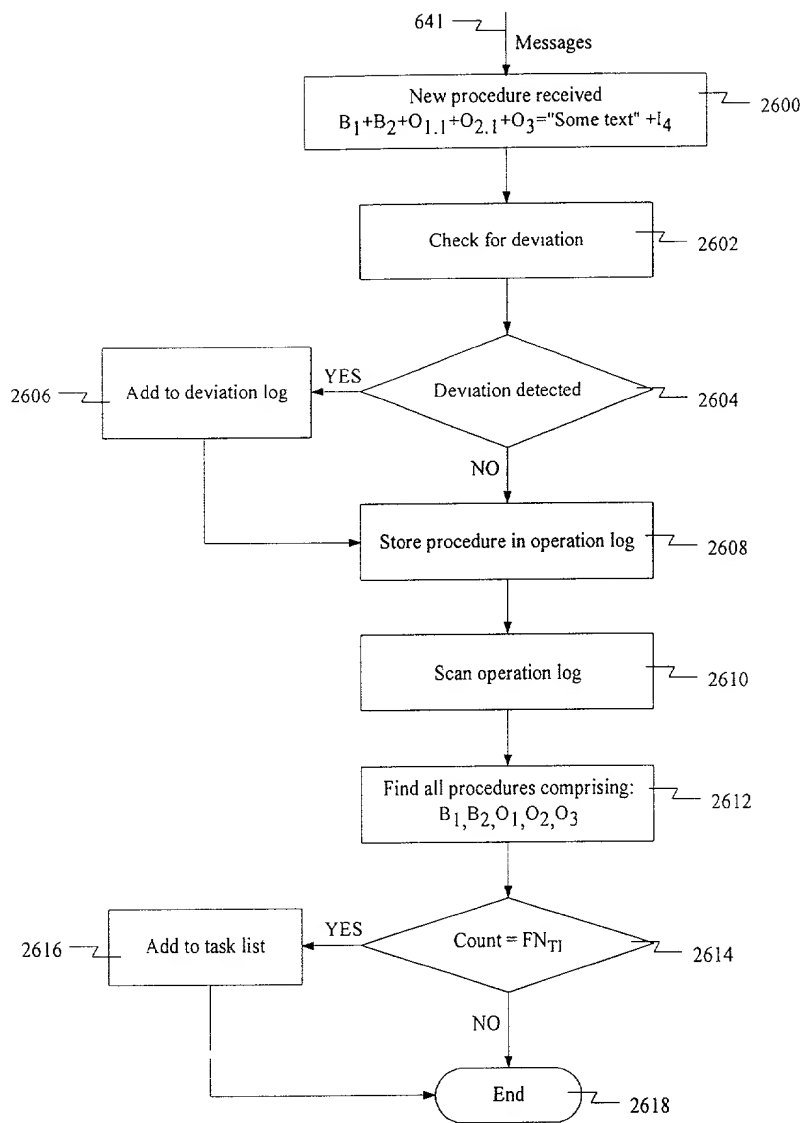 641
Messages
New procedure received
B1+B2+O1.1+O2.1+O3="Some text" +I4
2600
Check for deviation
2602
Deviation detected
2604
YES
Add to deviation log
2606
NO
Store procedure in operation log
2608
Scan operation log
2610
Find all procedures comprising:
B1,B2,O1,O2,O3
2612
Count = FNTI
2614
YES
Add to task list
2616
NO
End
2618